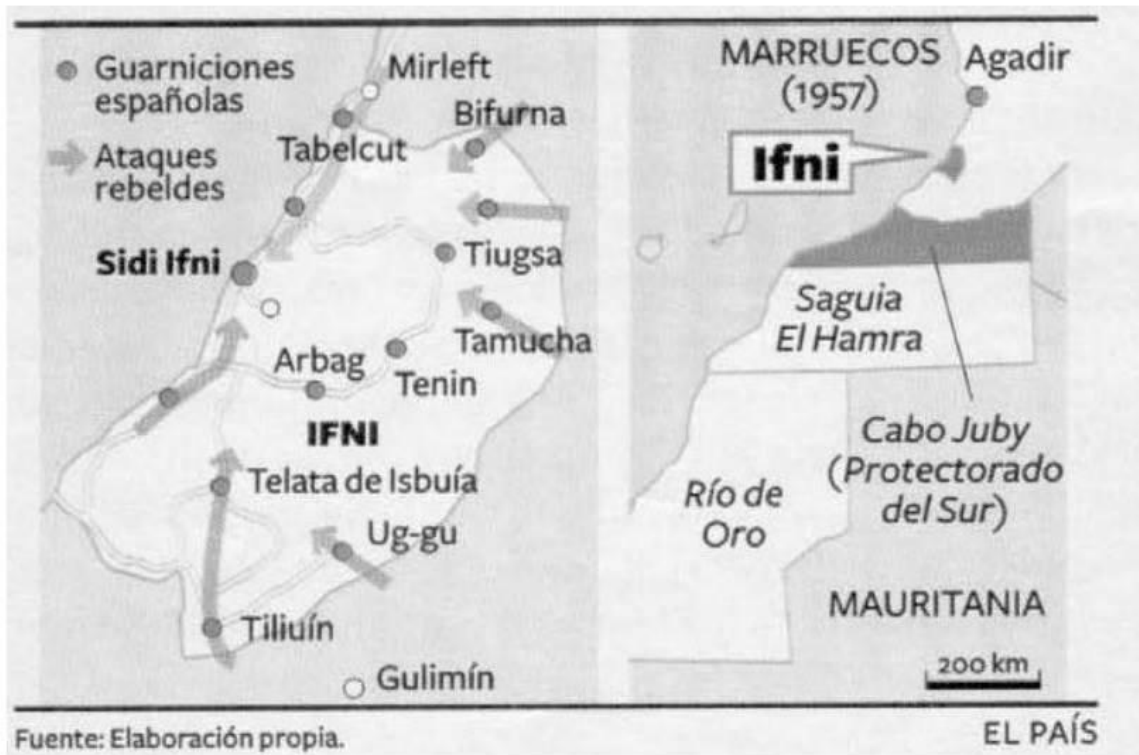 Guarniciones
españolas
Ataques
rebeldes
Mirleft
Bifurna
Tabelcut
Sidi Ifni
Tiugsa
Tamucha
Arbag
Tenin
IFNI
Telata de Isbuía
Ug-gu
Tiliuín
Gulimín
MARRUECOS
(1957)
Agadir
Ifni
Saguia
El Hamra
Cabo Juby
(Protectorado
del Sur)
Río de
Oro
MAURITANIA
200 km
Fuente: Elaboración propia.
EL PAÍS